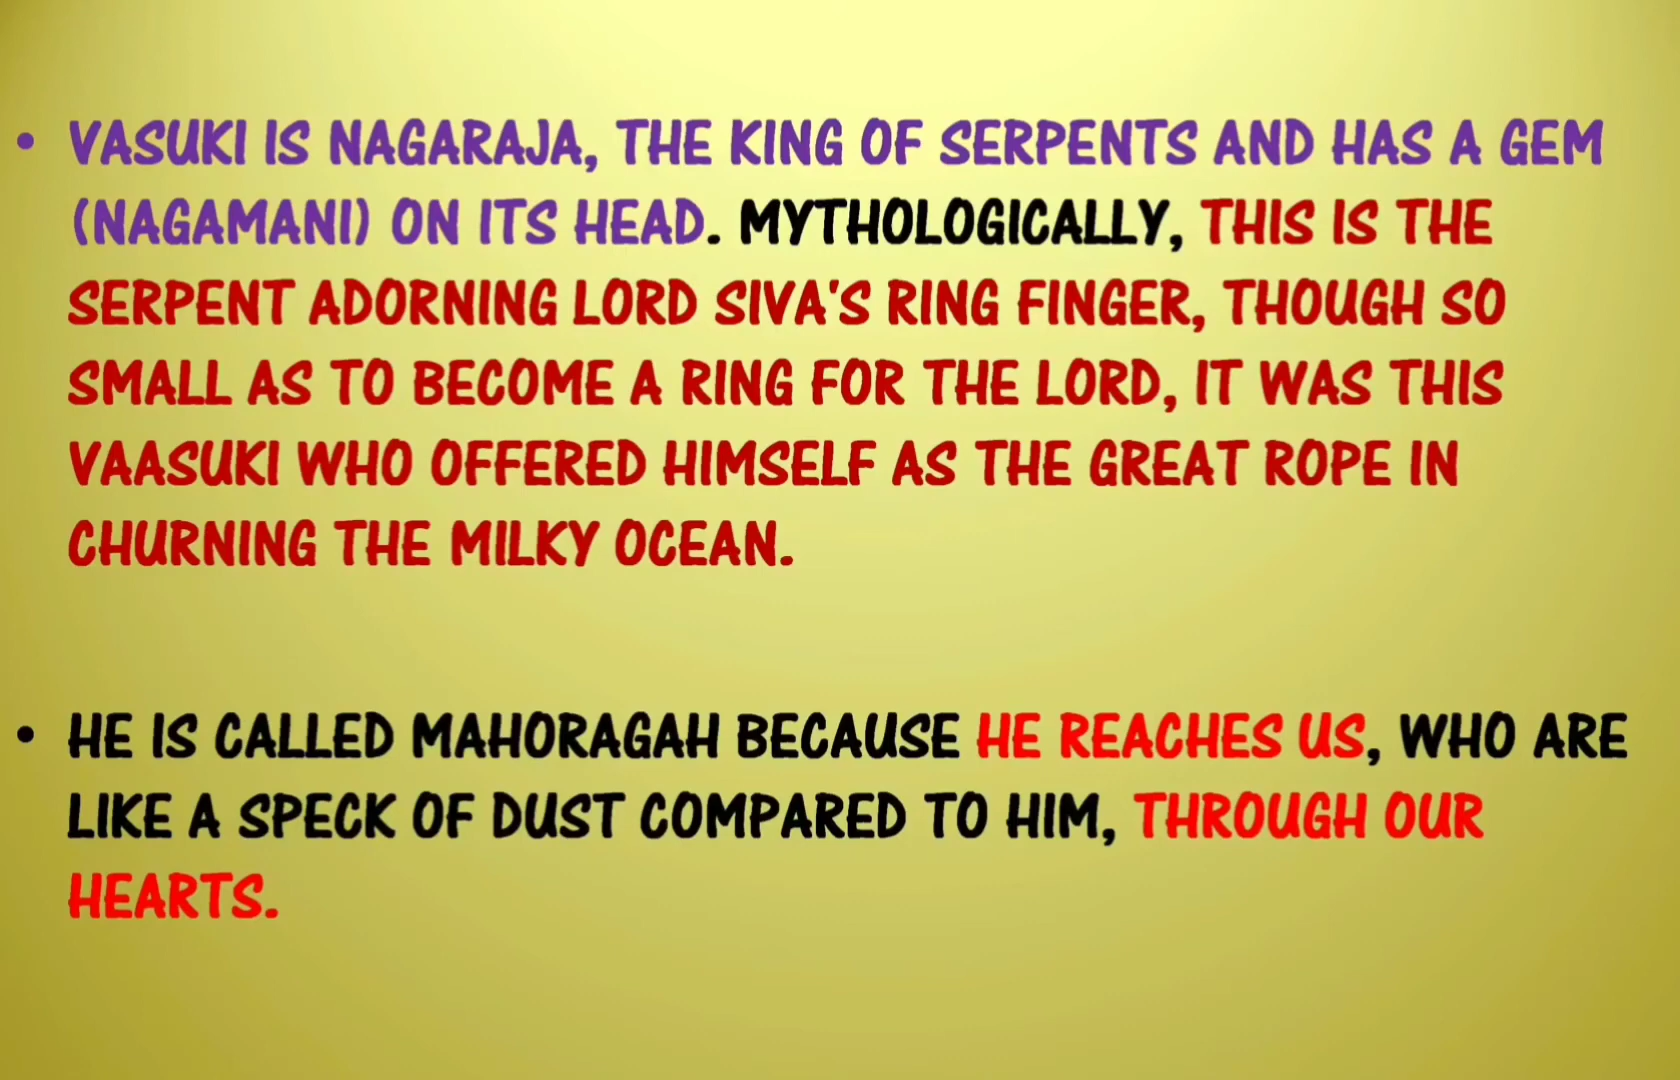 • VASUKI IS NAGARAJA, THE KING OF SERPENTS AND HAS A GEM
(NAGAMANI) ON ITS HEAD. MYTHOLOGICALLY, THIS IS THE
SERPENT ADORNING LORD SIVA'S RING FINGER, THOUGH SO
SMALL AS TO BECOME A RING FOR THE LORD, IT WAS THIS
VAASUKI WHO OFFERED HIMSELF AS THE GREAT ROPE IN
CHURNING THE MILKY OCEAN.
• HE IS CALLED MAHORAGAH BECAUSE HE REACHES US, WHO ARE
LIKE A SPECK OF DUST COMPARED TO HIM, THROUGH OUR
HEARTS.